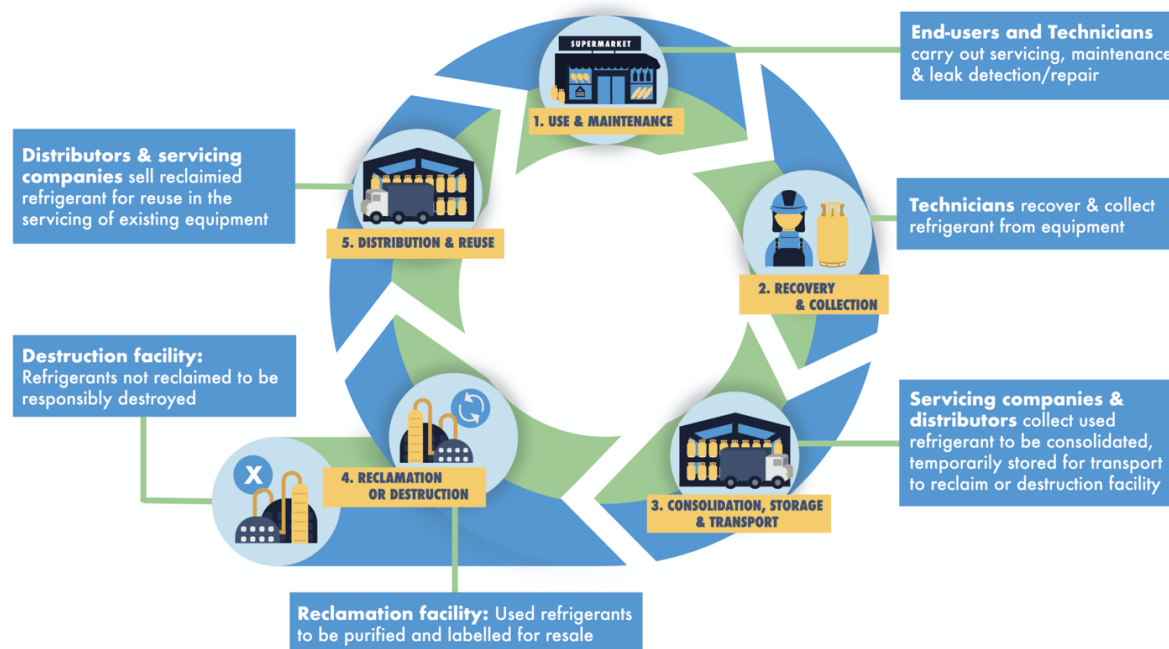 SUPERMARKET
1. USE & MAINTENANCE
End-users and Technicians
carry out servicing, maintenance
& leak detection/repair
Technicians recover & collect
refrigerant from equipment
2. RECOVERY
& COLLECTION
Servicing companies &
distributors collect used
refrigerant to be consolidated,
temporarily stored for transport
to reclaim or destruction facility
3. CONSOLIDATION, STORAGE
& TRANSPORT
4. RECLAMATION
OR DESTRUCTION
Reclamation facility: Used refrigerants
to be purified and labelled for resale
Destruction facility:
Refrigerants not reclaimed to be
responsibly destroyed
X
5. DISTRIBUTION & REUSE
Distributors & servicing
companies sell reclaimied
refrigerant for reuse in the
servicing of existing equipment